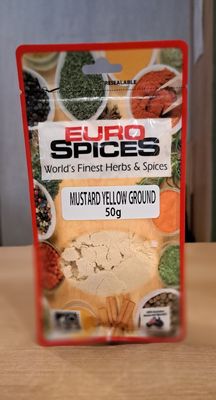 RESEALABLE
EURO
SPICES
World's Finest Herbs & Spices
MUSTARD YELLOW GROUND
50g